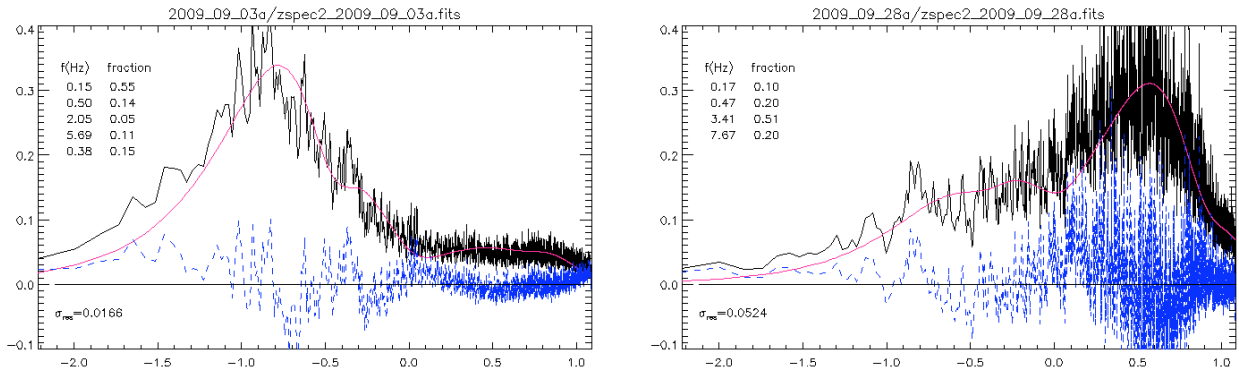 2009_09_03a/zspec2_2009_09_03a.fits
0.4
f(Hz) fraction
0.15 0.55
0.3
0.50 0.14
2.05 0.05
5.69 0.11
0.38 0.15
0.2
0.1
0.0
σres=0.0166
-0.1
-2.0 -1.5 -1.0 -0.5 0.0 0.5 1.0
2009_09_28a/zspec2_2009_09_28a.fits
0.4
f(Hz) fraction
0.17 0.10
0.3
0.47 0.20
3.41 0.51
7.67 0.20
0.2
0.1
0.0
σres=0.0524
-0.1
-2.0 -1.5 -1.0 -0.5 0.0 0.5 1.0